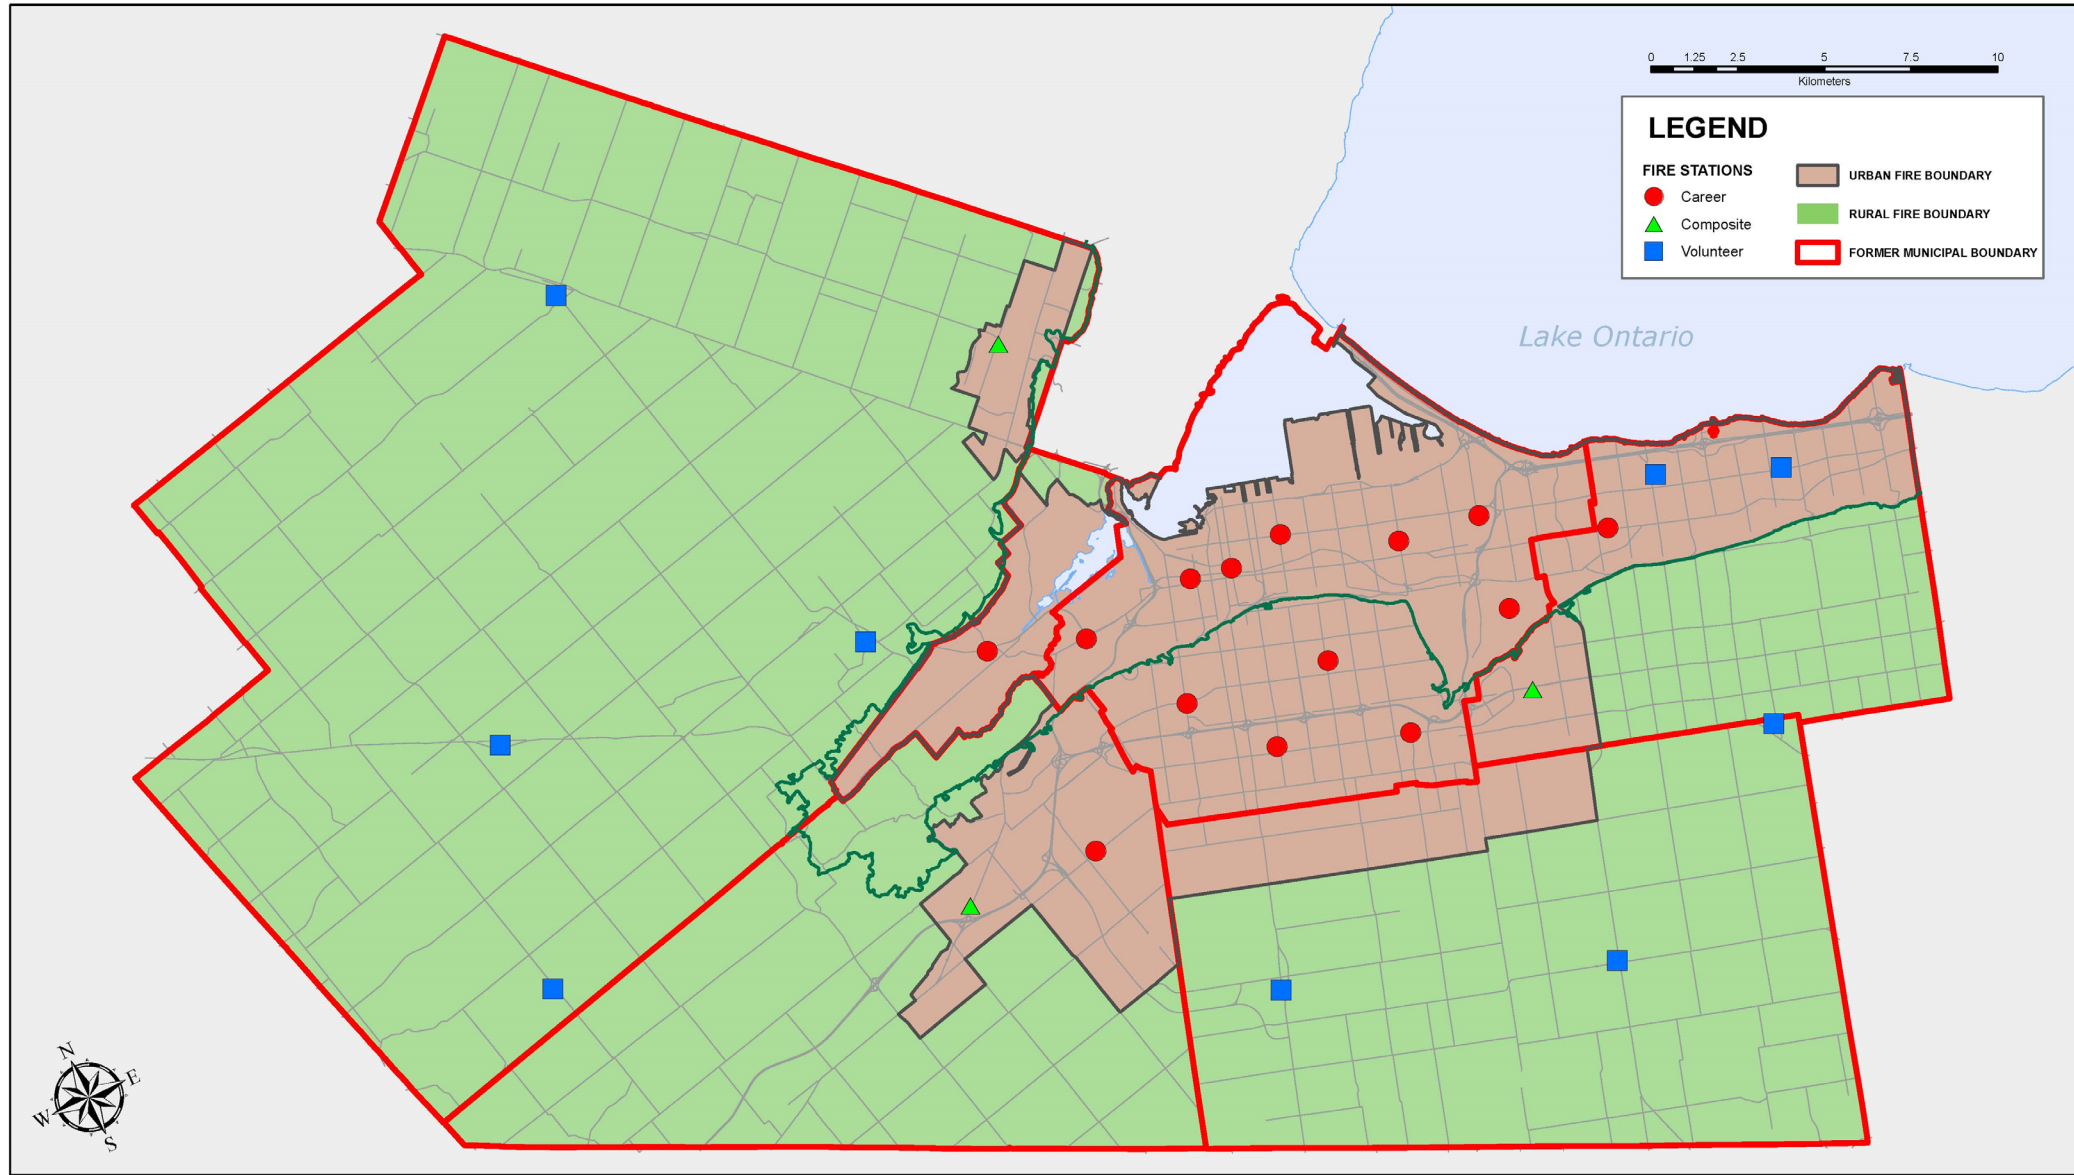 0 1.25 2.5 5 7.5 10
Kilometers
LEGEND
FIRE STATIONS
Career
Composite
Volunteer
URBAN FIRE BOUNDARY
RURAL FIRE BOUNDARY
FORMER MUNICIPAL BOUNDARY
Lake Ontario
N
E
W
S